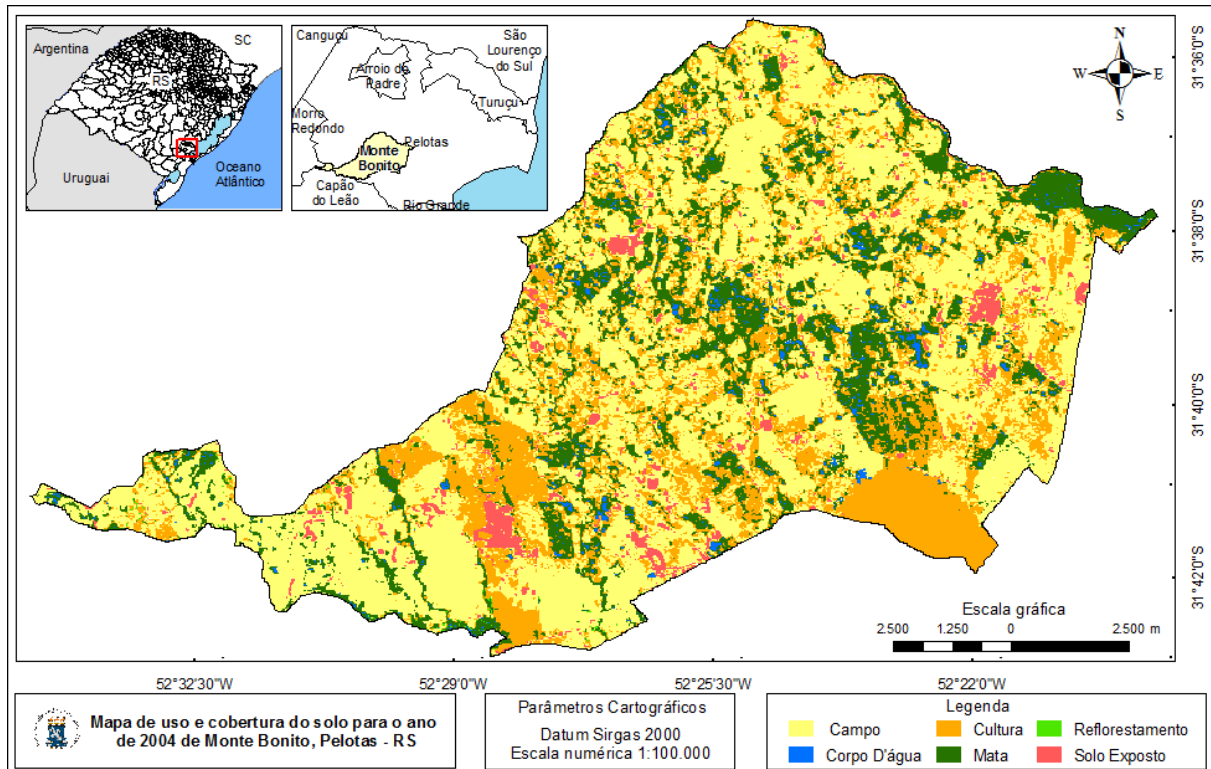 Argentina
SC
RS
Uruguai
Oceano
Atlântico
Canguçu
São
Lourenço
do Sul
Arroio do
Padre
Turuçu
Morro
Redondo
Pelotas
Monte
Bonito
Capão
do Leão
Rio Grande
N
W
E
S
31°36'0"S
31°38'0"S
31°40'0"S
31°42'0"S
Escala gráfica
2.500 1.250 0 2.500 m
52°32'30"W 52°29'0"W 52°25'30"W 52°22'0"W
Mapa de uso e cobertura do solo para o ano
de 2004 de Monte Bonito, Pelotas - RS
Parâmetros Cartográficos
Datum Sirgas 2000
Escala numérica 1:100.000
Legenda
Campo Cultura Reflorestamento
Corpo D'água Mata Solo Exposto